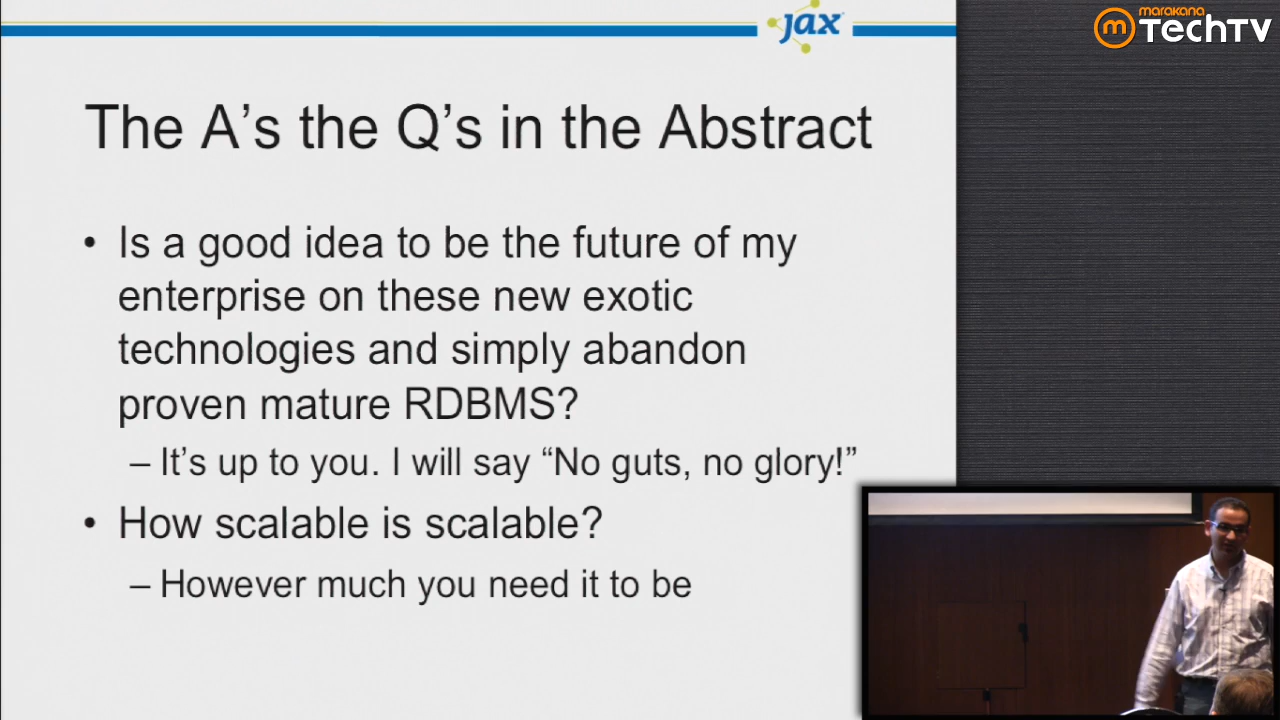 jax
marakana
m TechTV
The A’s the Q’s in the Abstract
• Is a good idea to be the future of my
enterprise on these new exotic
technologies and simply abandon
proven mature RDBMS?
– It’s up to you. I will say “No guts, no glory!”
• How scalable is scalable?
– However much you need it to be